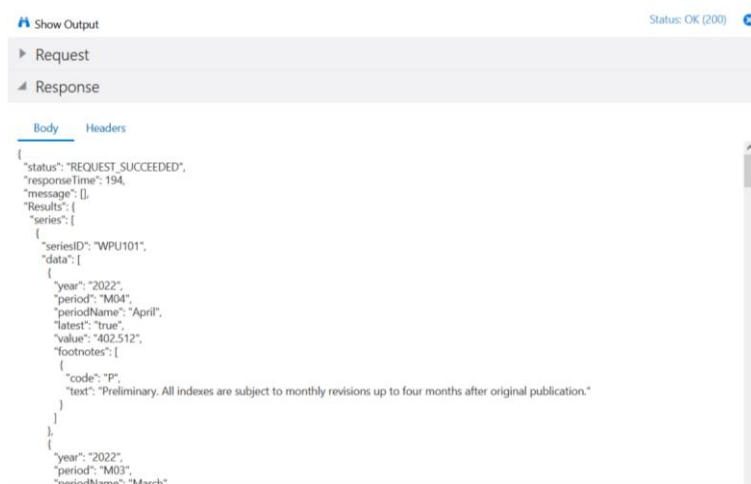 Show Output
Status: OK (200)
Request
Response
Body Headers
{
"status": "REQUEST_SUCCEEDED",
"responseTime": 194,
"message": [],
"Results": {
"series": [
{
"seriesID": "WPU101",
"data": [
{
"year": "2022",
"period": "M04",
"periodName": "April",
"latest": "true",
"value": "402.512",
"footnotes": [
{
"code": "P",
"text": "Preliminary. All indexes are subject to monthly revisions up to four months after original publication."
}
]
},
{
"year": "2022",
"period": "M03",
"periodName": "March"